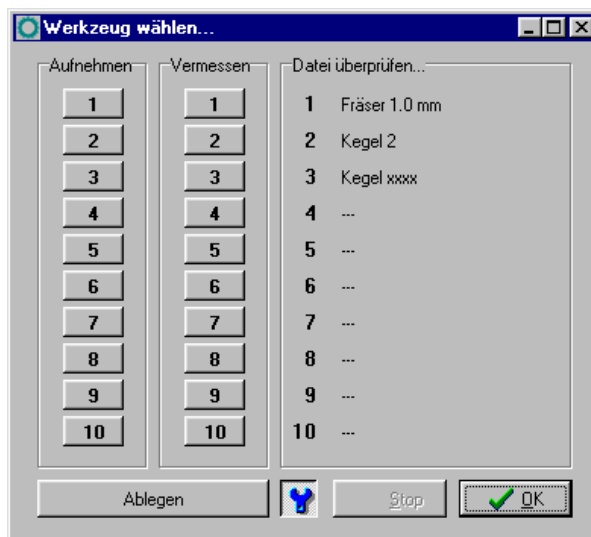 Werkzeug wählen...
Aufnehmen Vermessen Datei überprüfen...
1 1 1 Fräser 1.0 mm
2 2 2 Kegel 2
3 3 3 Kegel xxxx
4 4 4 ---
5 5 5 ---
6 6 6 ---
7 7 7 ---
8 8 8 ---
9 9 9 ---
10 10 10 ---
Ablegen Stop OK